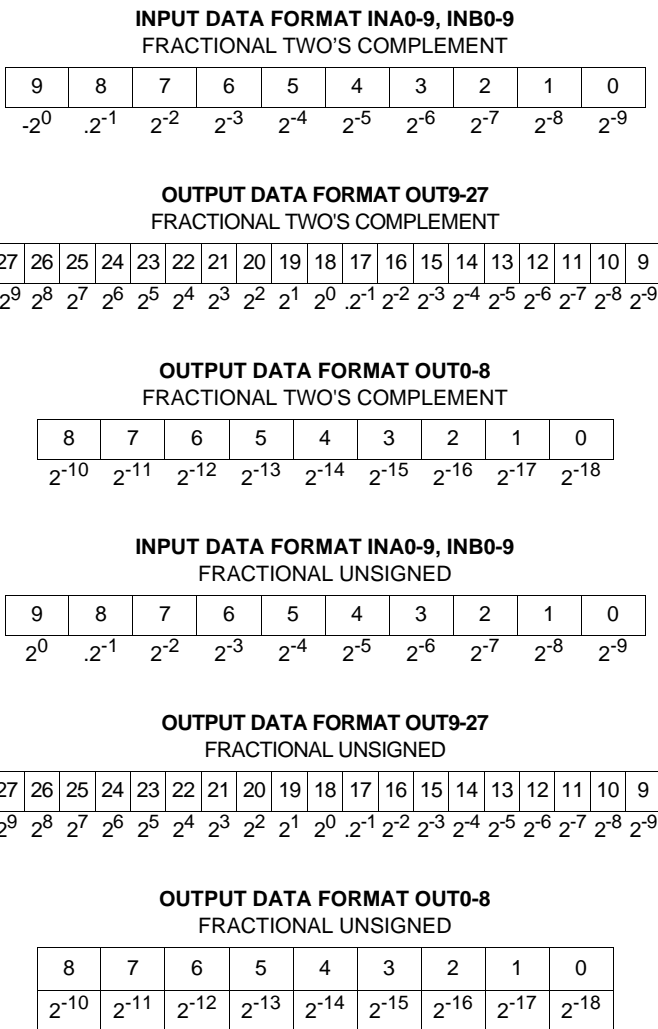 INPUT DATA FORMAT INA0-9, INB0-9
FRACTIONAL TWO’S COMPLEMENT
9 8 7 6 5 4 3 2 1 0
-2^0 .2^-1 2^-2 2^-3 2^-4 2^-5 2^-6 2^-7 2^-8 2^-9
OUTPUT DATA FORMAT OUT9-27
FRACTIONAL TWO'S COMPLEMENT
27 26 25 24 23 22 21 20 19 18 17 16 15 14 13 12 11 10 9
2^9 2^8 2^7 2^6 2^5 2^4 2^3 2^2 2^1 2^0 .2^-1 2^-2 2^-3 2^-4 2^-5 2^-6 2^-7 2^-8 2^-9
OUTPUT DATA FORMAT OUT0-8
FRACTIONAL TWO'S COMPLEMENT
8 7 6 5 4 3 2 1 0
2^-10 2^-11 2^-12 2^-13 2^-14 2^-15 2^-16 2^-17 2^-18
INPUT DATA FORMAT INA0-9, INB0-9
FRACTIONAL UNSIGNED
9 8 7 6 5 4 3 2 1 0
2^0 .2^-1 2^-2 2^-3 2^-4 2^-5 2^-6 2^-7 2^-8 2^-9
OUTPUT DATA FORMAT OUT9-27
FRACTIONAL UNSIGNED
27 26 25 24 23 22 21 20 19 18 17 16 15 14 13 12 11 10 9
2^9 2^8 2^7 2^6 2^5 2^4 2^3 2^2 2^1 2^0 .2^-1 2^-2 2^-3 2^-4 2^-5 2^-6 2^-7 2^-8 2^-9
OUTPUT DATA FORMAT OUT0-8
FRACTIONAL UNSIGNED
8 7 6 5 4 3 2 1 0
2^-10 2^-11 2^-12 2^-13 2^-14 2^-15 2^-16 2^-17 2^-18